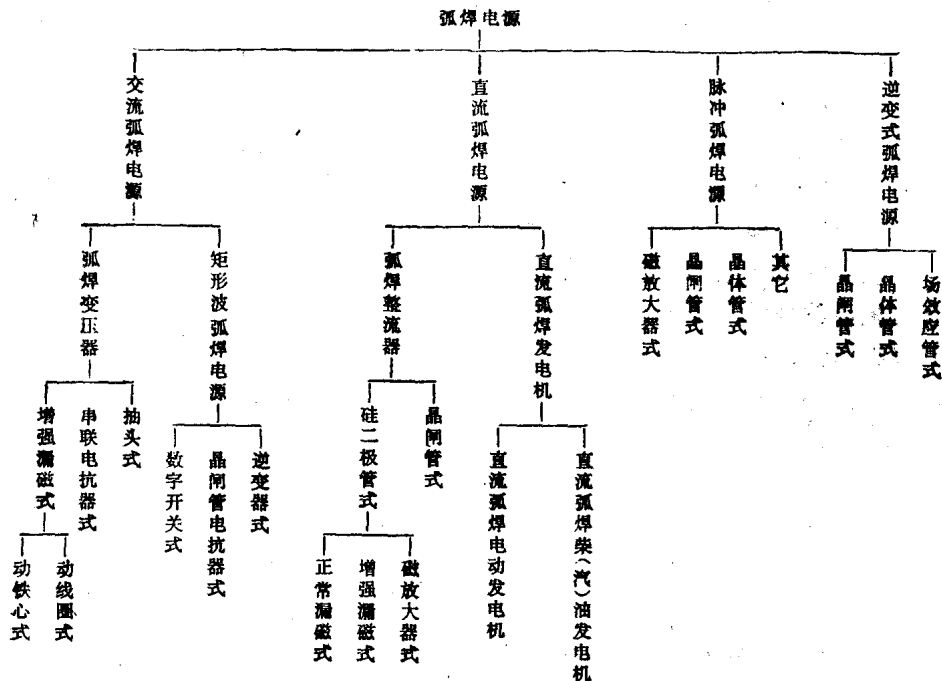 弧焊电源
交流弧焊电源
直流弧焊电源
脉冲弧焊电源
逆变式弧焊电源
弧焊变压器
矩形波弧焊电源
弧焊整流器
直流弧焊发电机
磁放大器式
晶闸管式
晶体管式
其它
晶闸管式
晶体管式
场效应管式
增强漏磁式
串联电抗器式
抽头式
数字开关式
晶闸管电抗器式
逆变器式
硅二极管式
晶闸管式
直流弧焊电动发电机
直流弧焊柴(汽)油发电机
动铁心式
动线圈式
正常漏磁式
增强漏磁式
磁放大器式